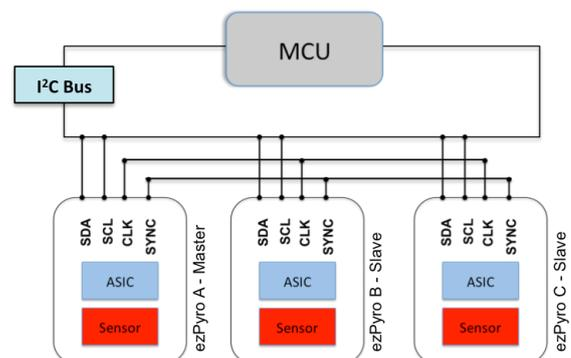 MCU
I²C Bus
SDA
SCL
CLK
SYNC
ASIC
Sensor
ezPyro A - Master
SDA
SCL
CLK
SYNC
ASIC
Sensor
ezPyro B - Slave
SDA
SCL
CLK
SYNC
ASIC
Sensor
ezPyro C - Slave